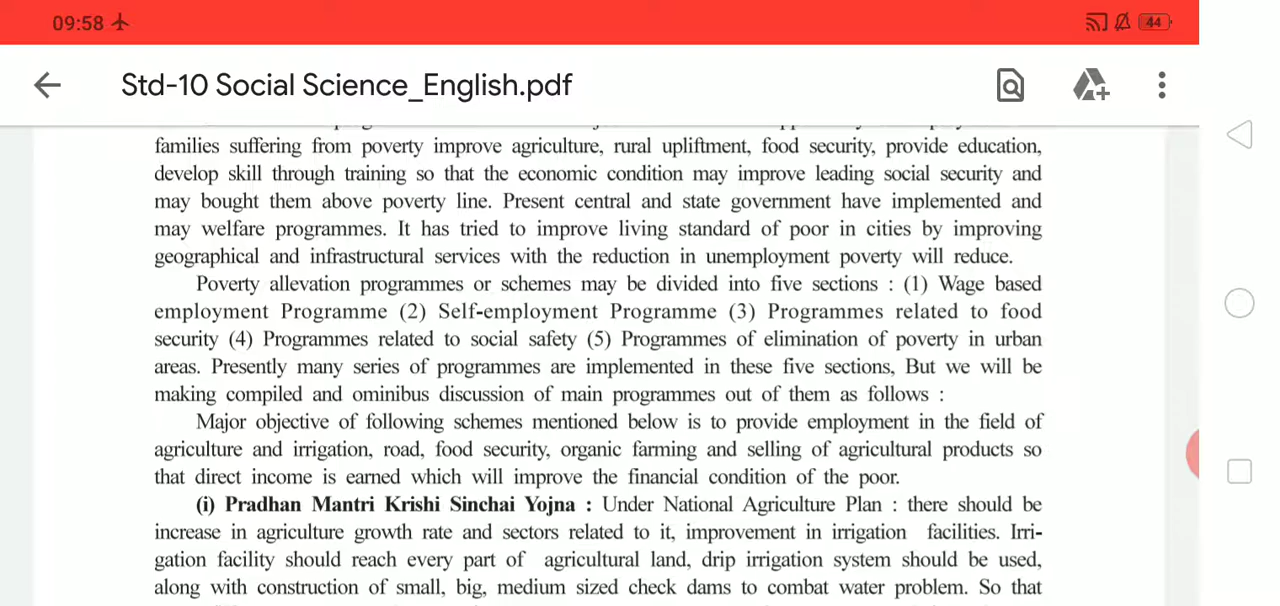 09:58
44
Std-10 Social Science_English.pdf
families suffering from poverty improve agriculture, rural upliftment, food security, provide education,
develop skill through training so that the economic condition may improve leading social security and
may bought them above poverty line. Present central and state government have implemented and
may welfare programmes. It has tried to improve living standard of poor in cities by improving
geographical and infrastructural services with the reduction in unemployment poverty will reduce.
Poverty allevation programmes or schemes may be divided into five sections : (1) Wage based
employment Programme (2) Self-employment Programme (3) Programmes related to food
security (4) Programmes related to social safety (5) Programmes of elimination of poverty in urban
areas. Presently many series of programmes are implemented in these five sections, But we will be
making compiled and ominibus discussion of main programmes out of them as follows :
Major objective of following schemes mentioned below is to provide employment in the field of
agriculture and irrigation, road, food security, organic farming and selling of agricultural products so
that direct income is earned which will improve the financial condition of the poor.
(i) Pradhan Mantri Krishi Sinchai Yojna : Under National Agriculture Plan : there should be
increase in agriculture growth rate and sectors related to it, improvement in irrigation facilities. Irri-
gation facility should reach every part of agricultural land, drip irrigation system should be used,
along with construction of small, big, medium sized check dams to combat water problem. So that